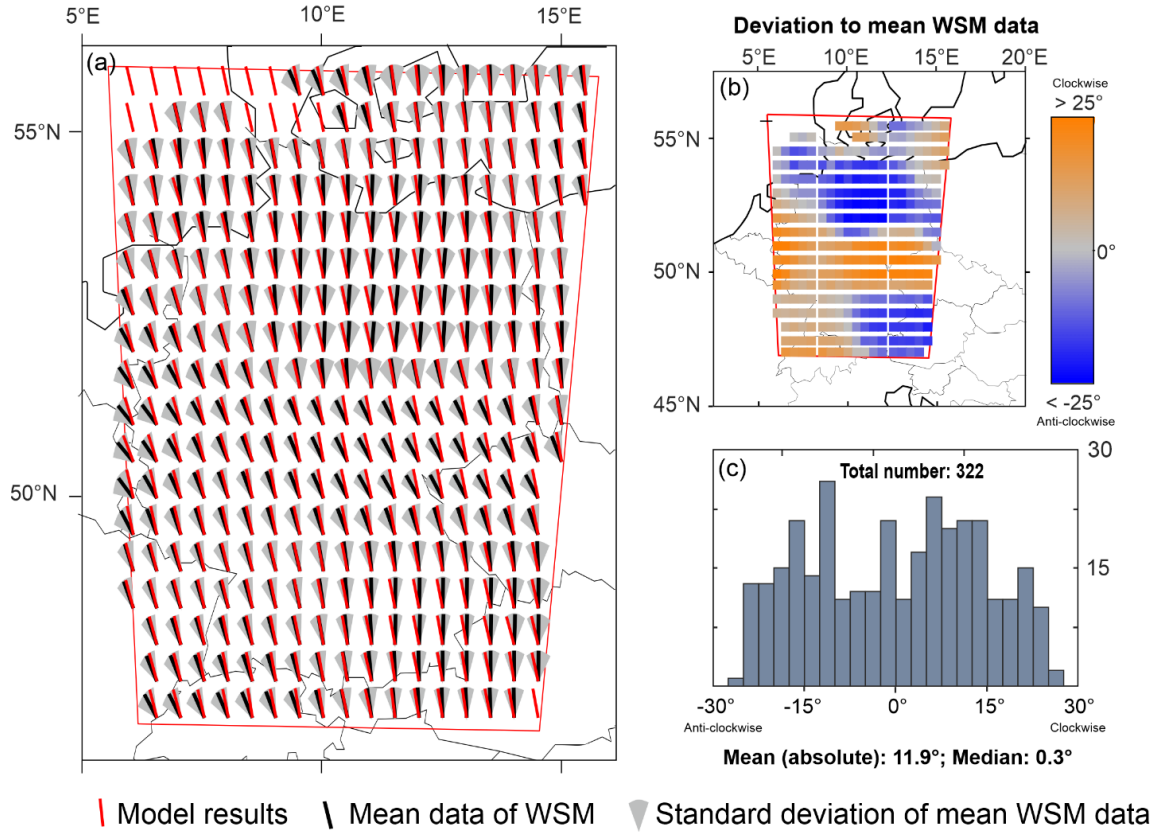 5°E 10°E 15°E
(a)
55°N
50°N
Deviation to mean WSM data
5°E 10°E 15°E 20°E
(b)
55°N
50°N
45°N
Clockwise
> 25°
0°
< -25°
Anti-clockwise
(c)
Total number: 322
30
15
-30° -15° 0° 15° 30°
Anti-clockwise Clockwise
Mean (absolute): 11.9°; Median: 0.3°
Model results Mean data of WSM Standard deviation of mean WSM data